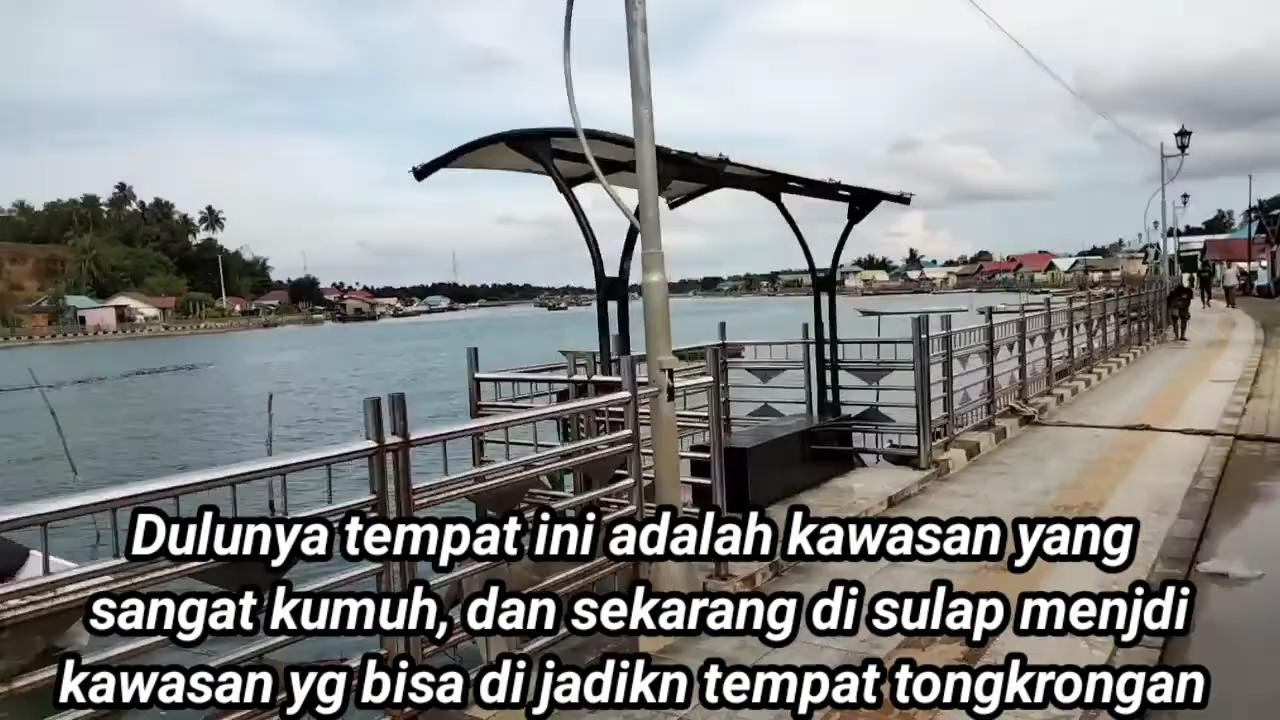 Dulunya tempat ini adalah kawasan yang
sangat kumuh, dan sekarang di sulap menjdi
kawasan yg bisa di jadikn tempat tongkrongan